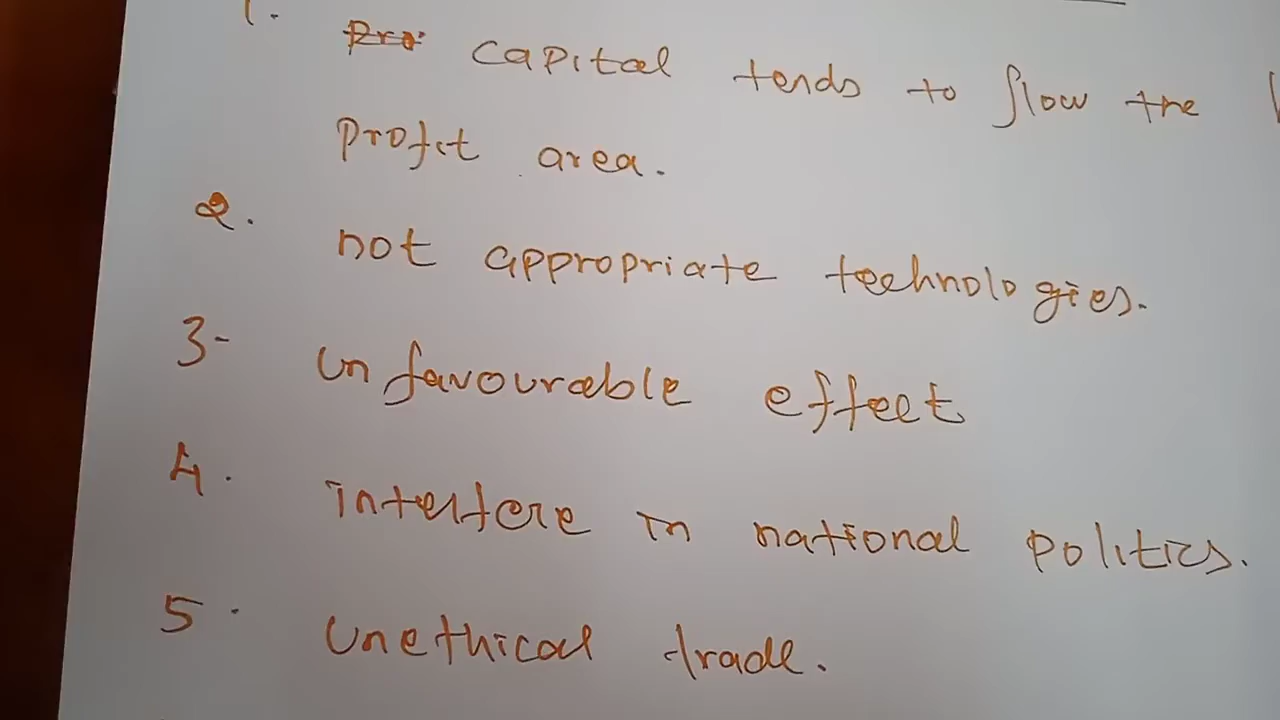 1. Capital tends to flow the
profit area.
2. not appropriate technologies.
3- unfavourable effect
4. interfere in national politics.
5. unethical trade.